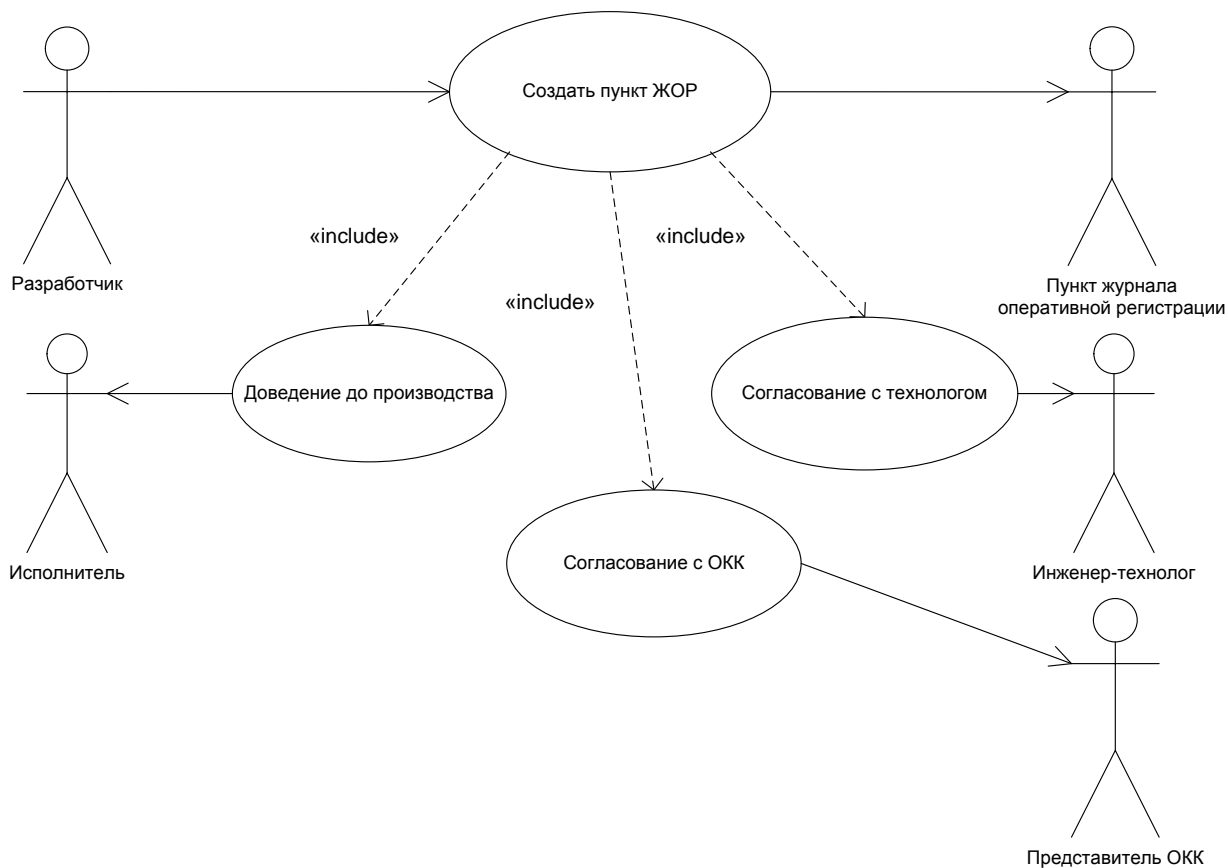 Создать пункт ЖОР
«include»
«include»
«include»
Разработчик
Пункт журнала
оперативной регистрации
Доведение до производства
Согласование с технологом
Согласование с ОКК
Исполнитель
Инженер-технолог
Представитель ОКК